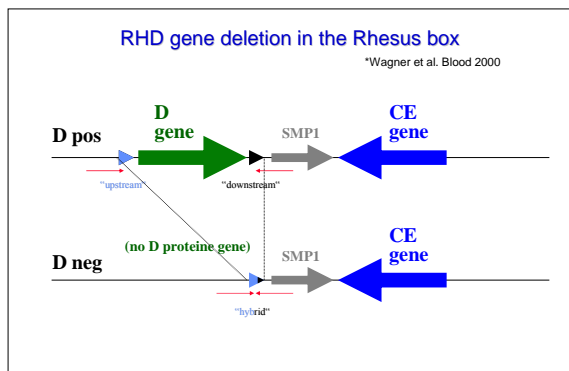 RHD gene deletion in the Rhesus box
*Wagner et al. Blood 2000
D
gene
CE
gene
SMP1
D pos
"upstream"
"downstream"
(no D proteine gene)
CE
gene
SMP1
D neg
"hybrid"